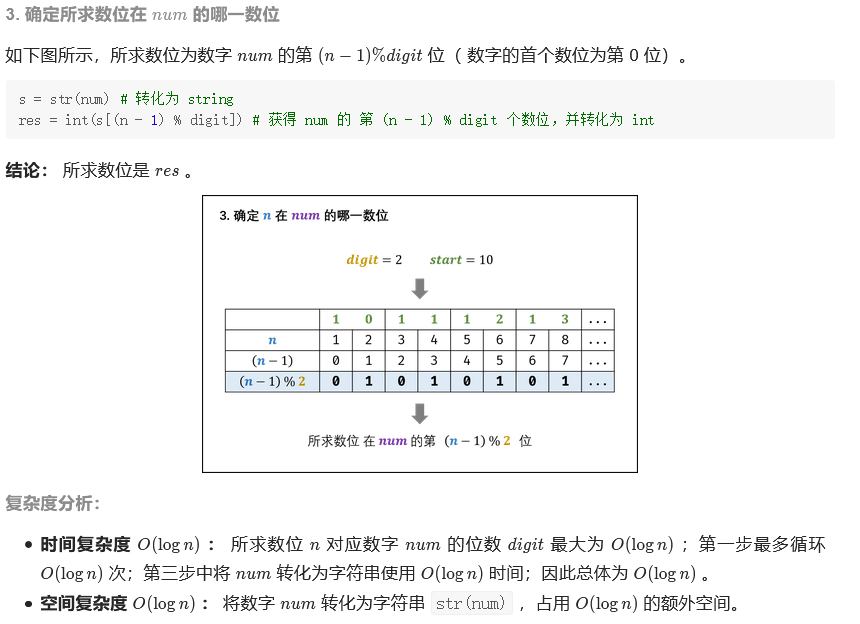 3. 确定所求数位在 num 的哪一数位
如下图所示，所求数位为数字 num 的第 (n − 1)%digit 位（ 数字的首个数位为第 0 位）。
s = str(num) # 转化为 string
res = int(s[(n - 1) % digit]) # 获得 num 的 第 (n - 1) % digit 个数位，并转化为 int
结论： 所求数位是 res 。
3. 确定 n 在 num 的哪一数位
digit = 2 start = 10
1 0 1 1 1 2 1 3 ...
n 1 2 3 4 5 6 7 8 ...
(n − 1) 0 1 2 3 4 5 6 7 ...
(n − 1) % 2 0 1 0 1 0 1 0 1 ...
所求数位 在 num 的第 (n − 1) % 2 位
复杂度分析：
• 时间复杂度 O(log n) ： 所求数位 n 对应数字 num 的位数 digit 最大为 O(log n) ；第一步最多循环
O(log n) 次；第三步中将 num 转化为字符串使用 O(log n) 时间；因此总体为 O(log n) 。
• 空间复杂度 O(log n) ： 将数字 num 转化为字符串 str(num) ，占用 O(log n) 的额外空间。